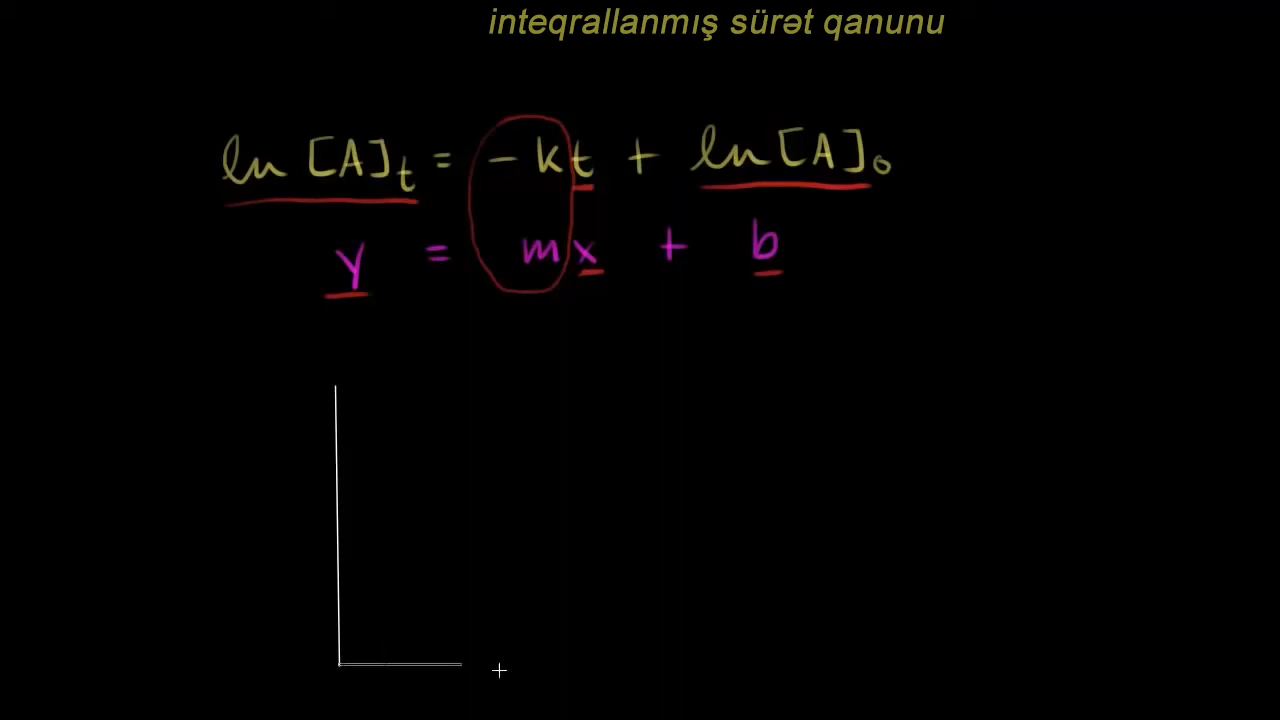 inteqrallanmış sürət qanunu
ln [A]t = -kt + ln [A]₀
y = mx + b